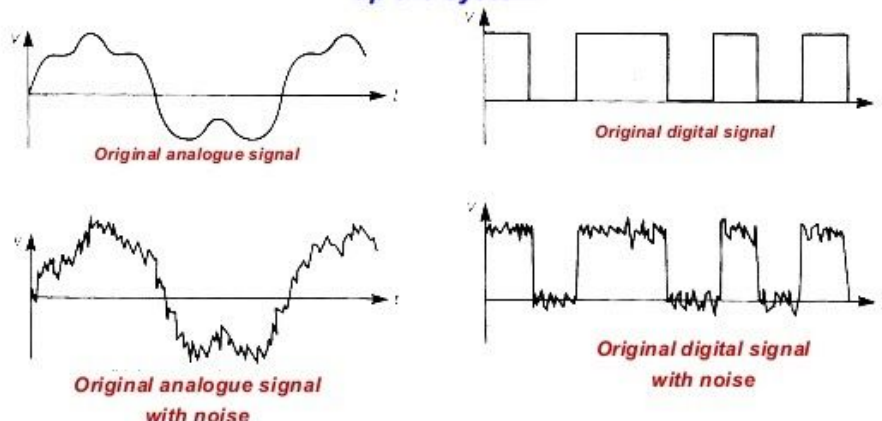 V
t
Original analogue signal
V
Original digital signal
V
t
Original analogue signal
with noise
V
Original digital signal
with noise